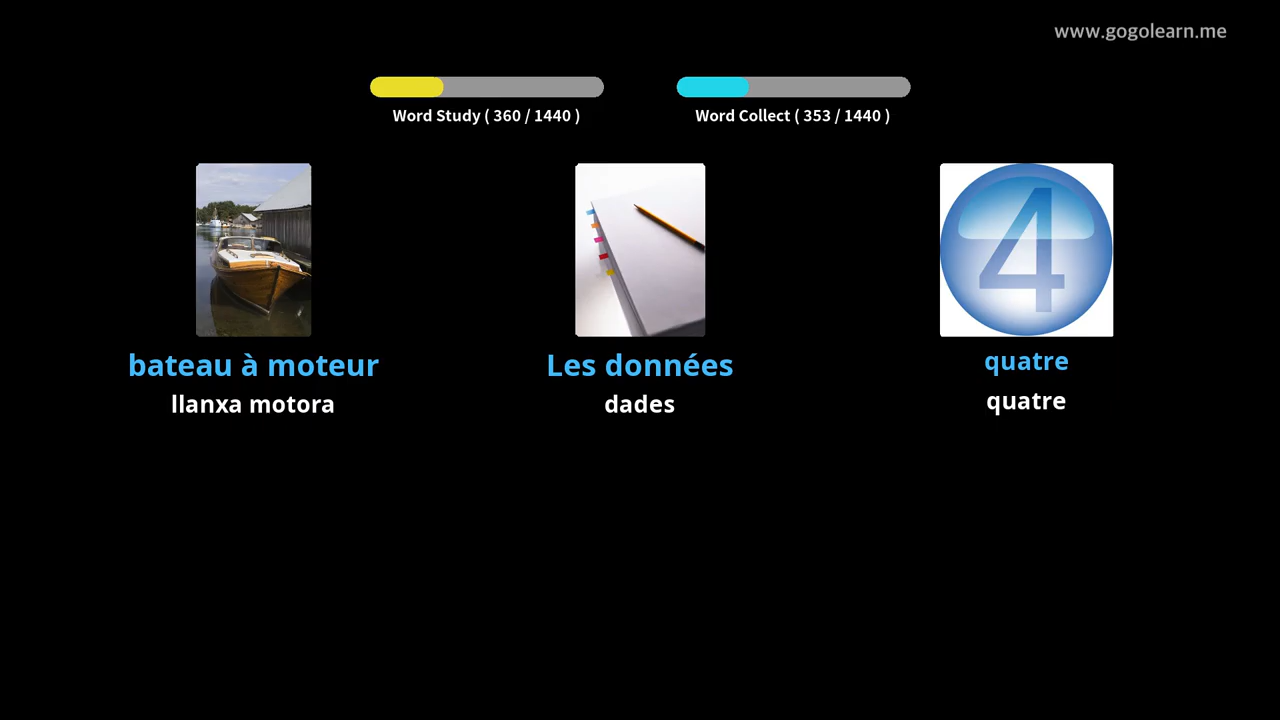 www.gogolearn.me
Word Study ( 360 / 1440 )
Word Collect ( 353 / 1440 )
4
bateau à moteur
Les données
quatre
llanxa motora
dades
quatre